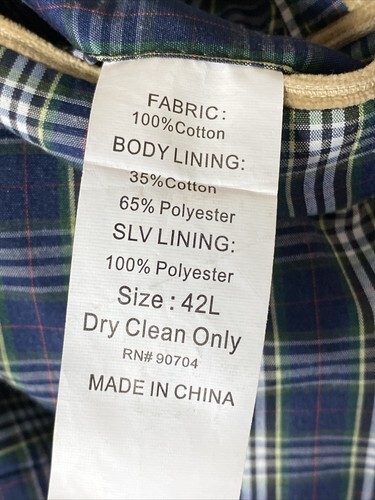 FABRIC:
100%Cotton
BODY LINING:
35%Cotton
65% Polyester
SLV LINING:
100% Polyester
Size : 42L
Dry Clean Only
RN# 90704
MADE IN CHINA